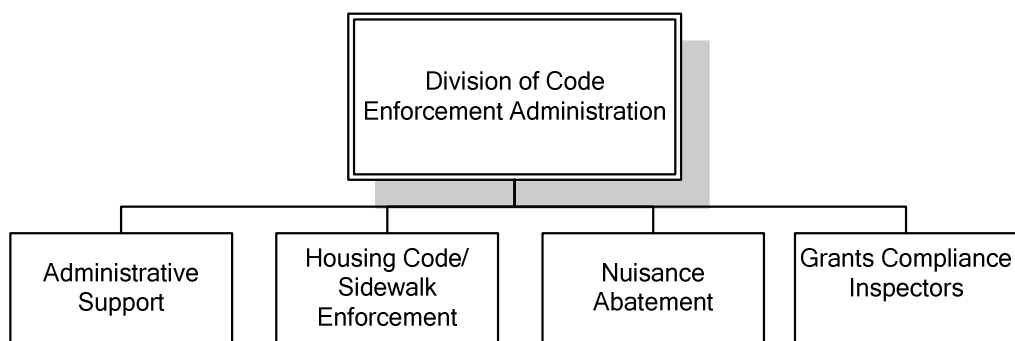 Division of Code
Enforcement Administration
Administrative
Support
Housing Code/
Sidewalk
Enforcement
Nuisance
Abatement
Grants Compliance
Inspectors